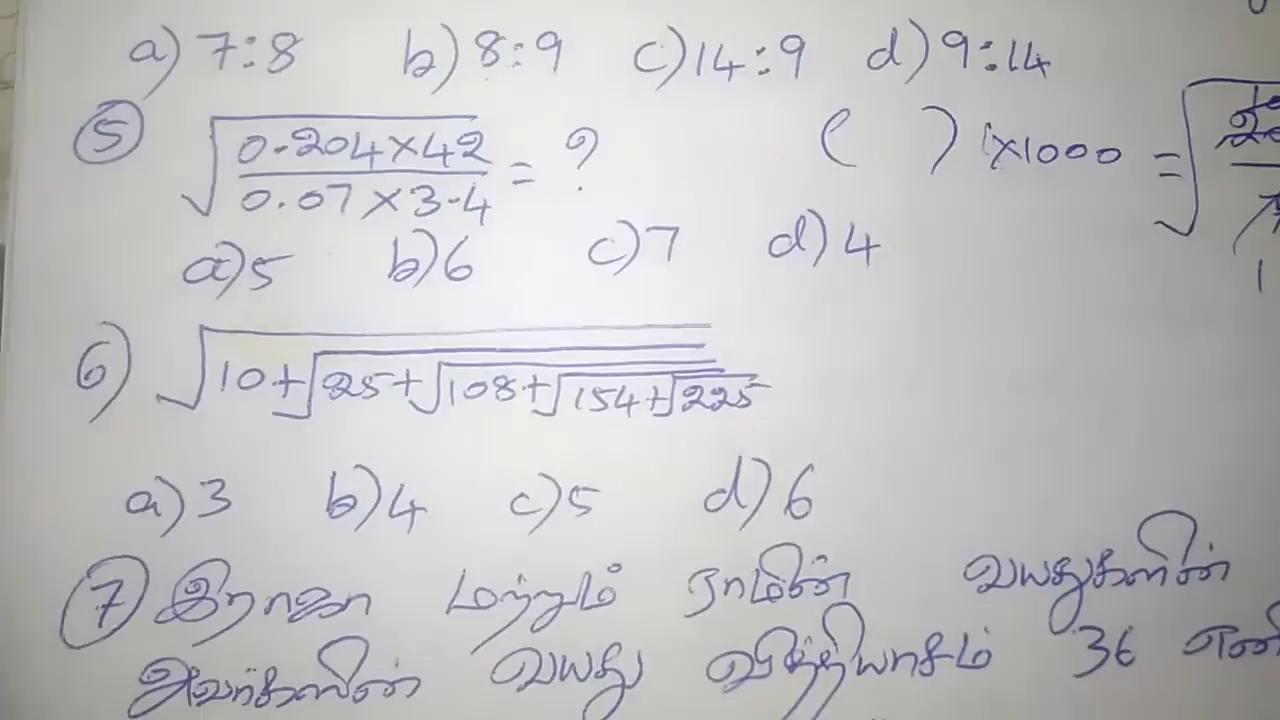 a) 7:8 b) 8:9 c) 14:9 d) 9:14
⑤ √(0.204×42 / 0.07×3.4) = ? ( ) ×1000 = √
a) 5 b) 6 c) 7 d) 4
6) √10+√25+√108+√154+√225
a) 3 b) 4 c) 5 d) 6
⑦ இராஜா மற்றும் ராமின் வயதுகளின்
அவர்களின் வயது வித்தியாசம் 36 எனி